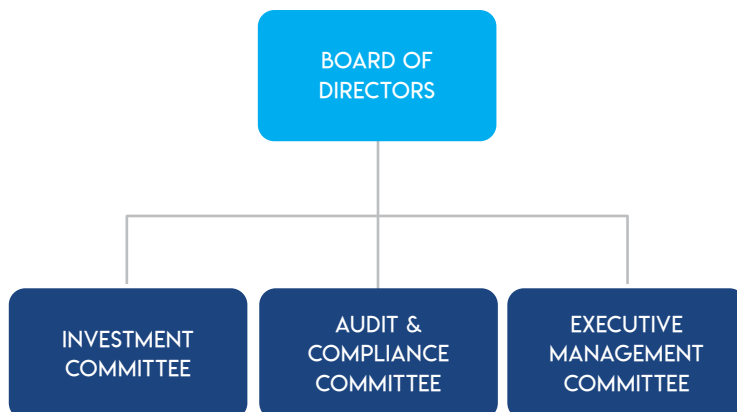 BOARD OF
DIRECTORS
INVESTMENT
COMMITTEE
AUDIT &
COMPLIANCE
COMMITTEE
EXECUTIVE
MANAGEMENT
COMMITTEE